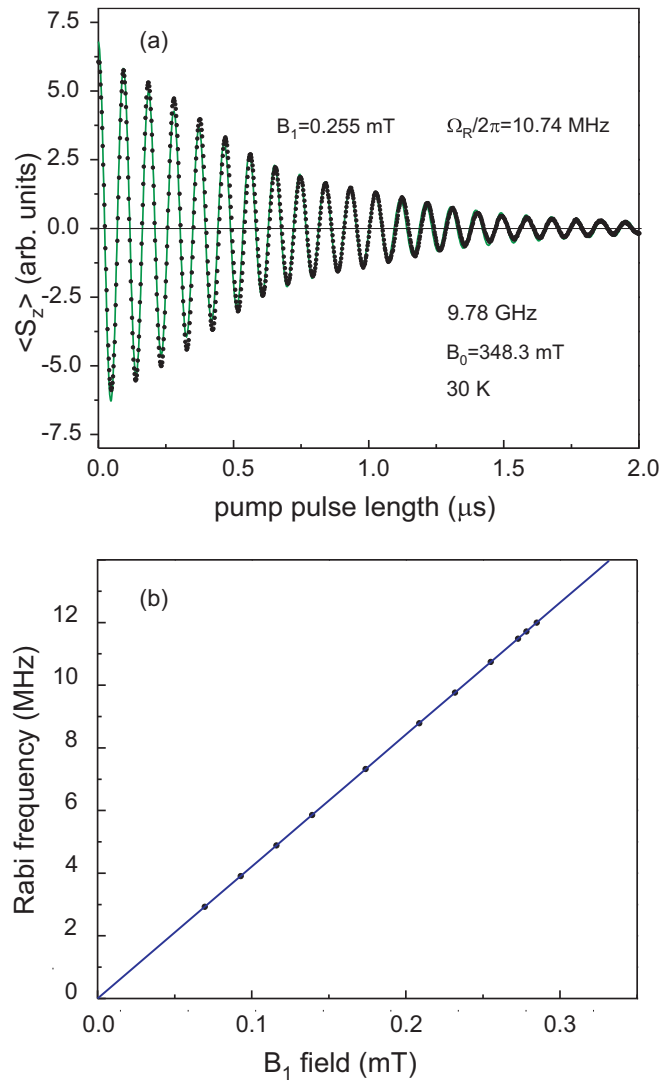 7.5
(a)
5.0
B₁=0.255 mT Ω_R/2π=10.74 MHz
2.5
0.0
<S_z> (arb. units)
-2.5
9.78 GHz
B₀=348.3 mT
-5.0
30 K
-7.5
0.0 0.5 1.0 1.5 2.0
pump pulse length (μs)
(b)
12
10
8
6
4
2
0
Rabi frequency (MHz)
0.0 0.1 0.2 0.3
B₁ field (mT)